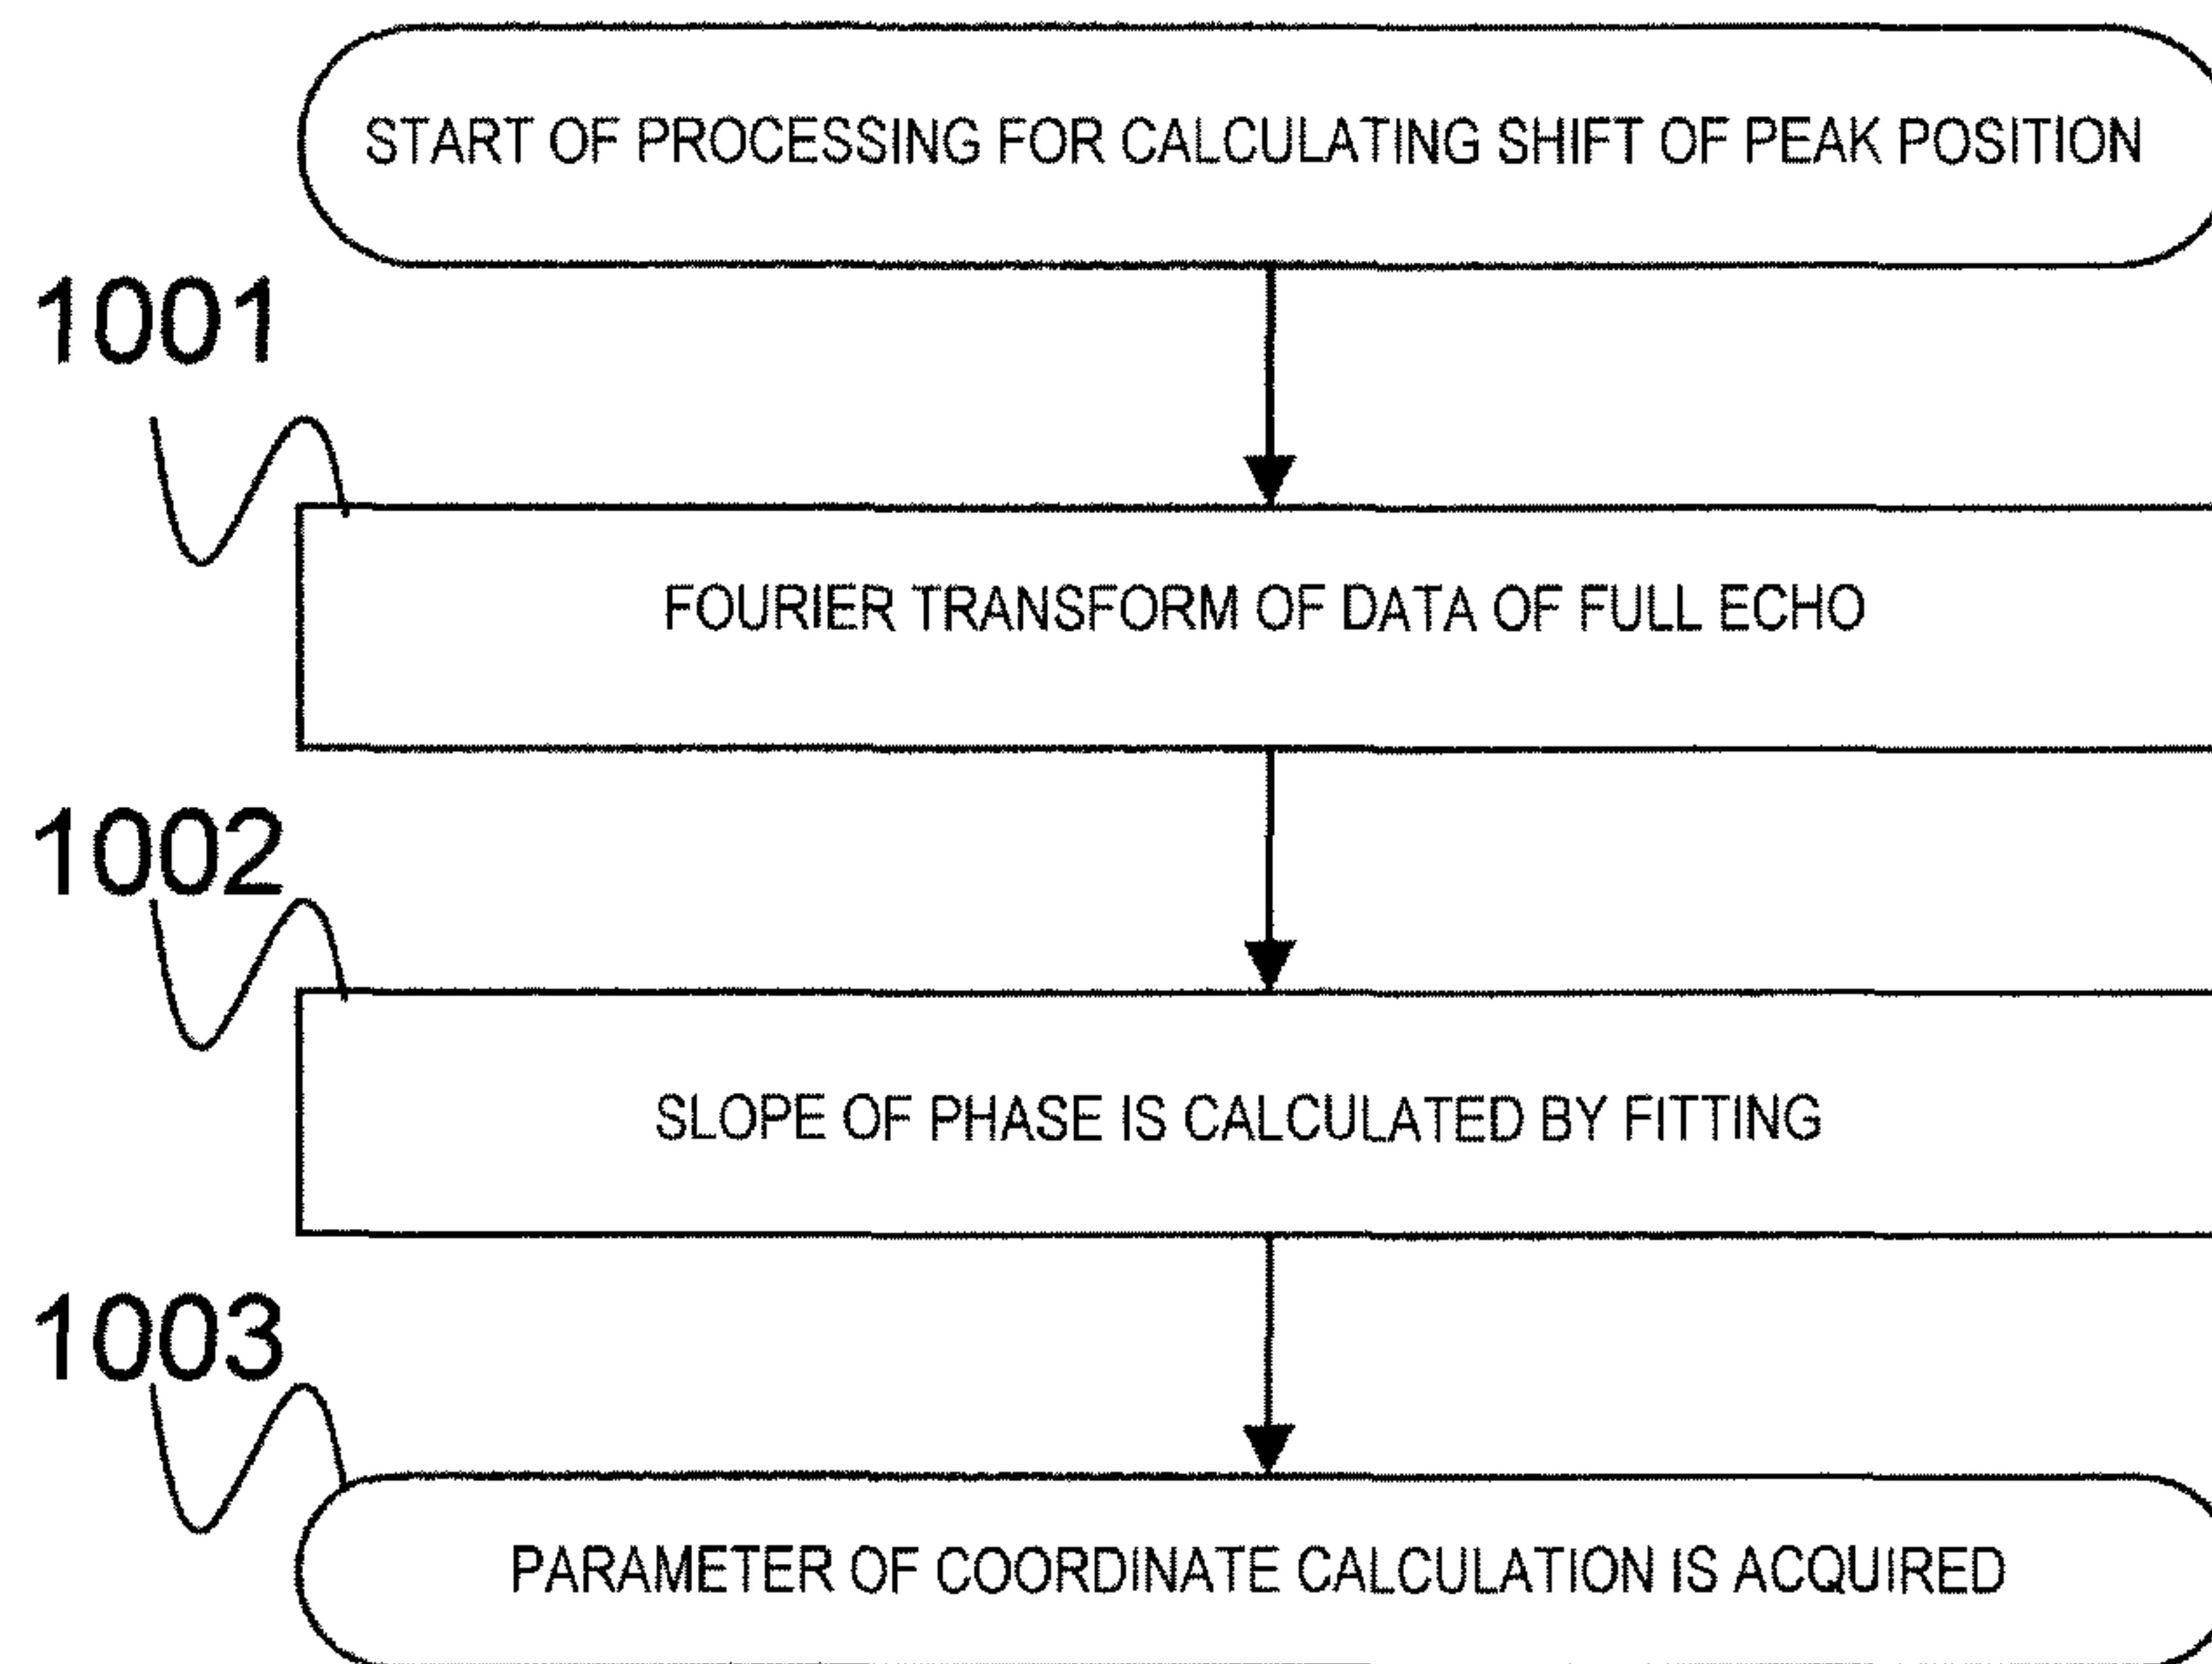 START OF PROCESSING FOR CALCULATING SHIFT OF PEAK POSITION
1001
FOURIER TRANSFORM OF DATA OF FULL ECHO
1002
SLOPE OF PHASE IS CALCULATED BY FITTING
1003
PARAMETER OF COORDINATE CALCULATION IS ACQUIRED